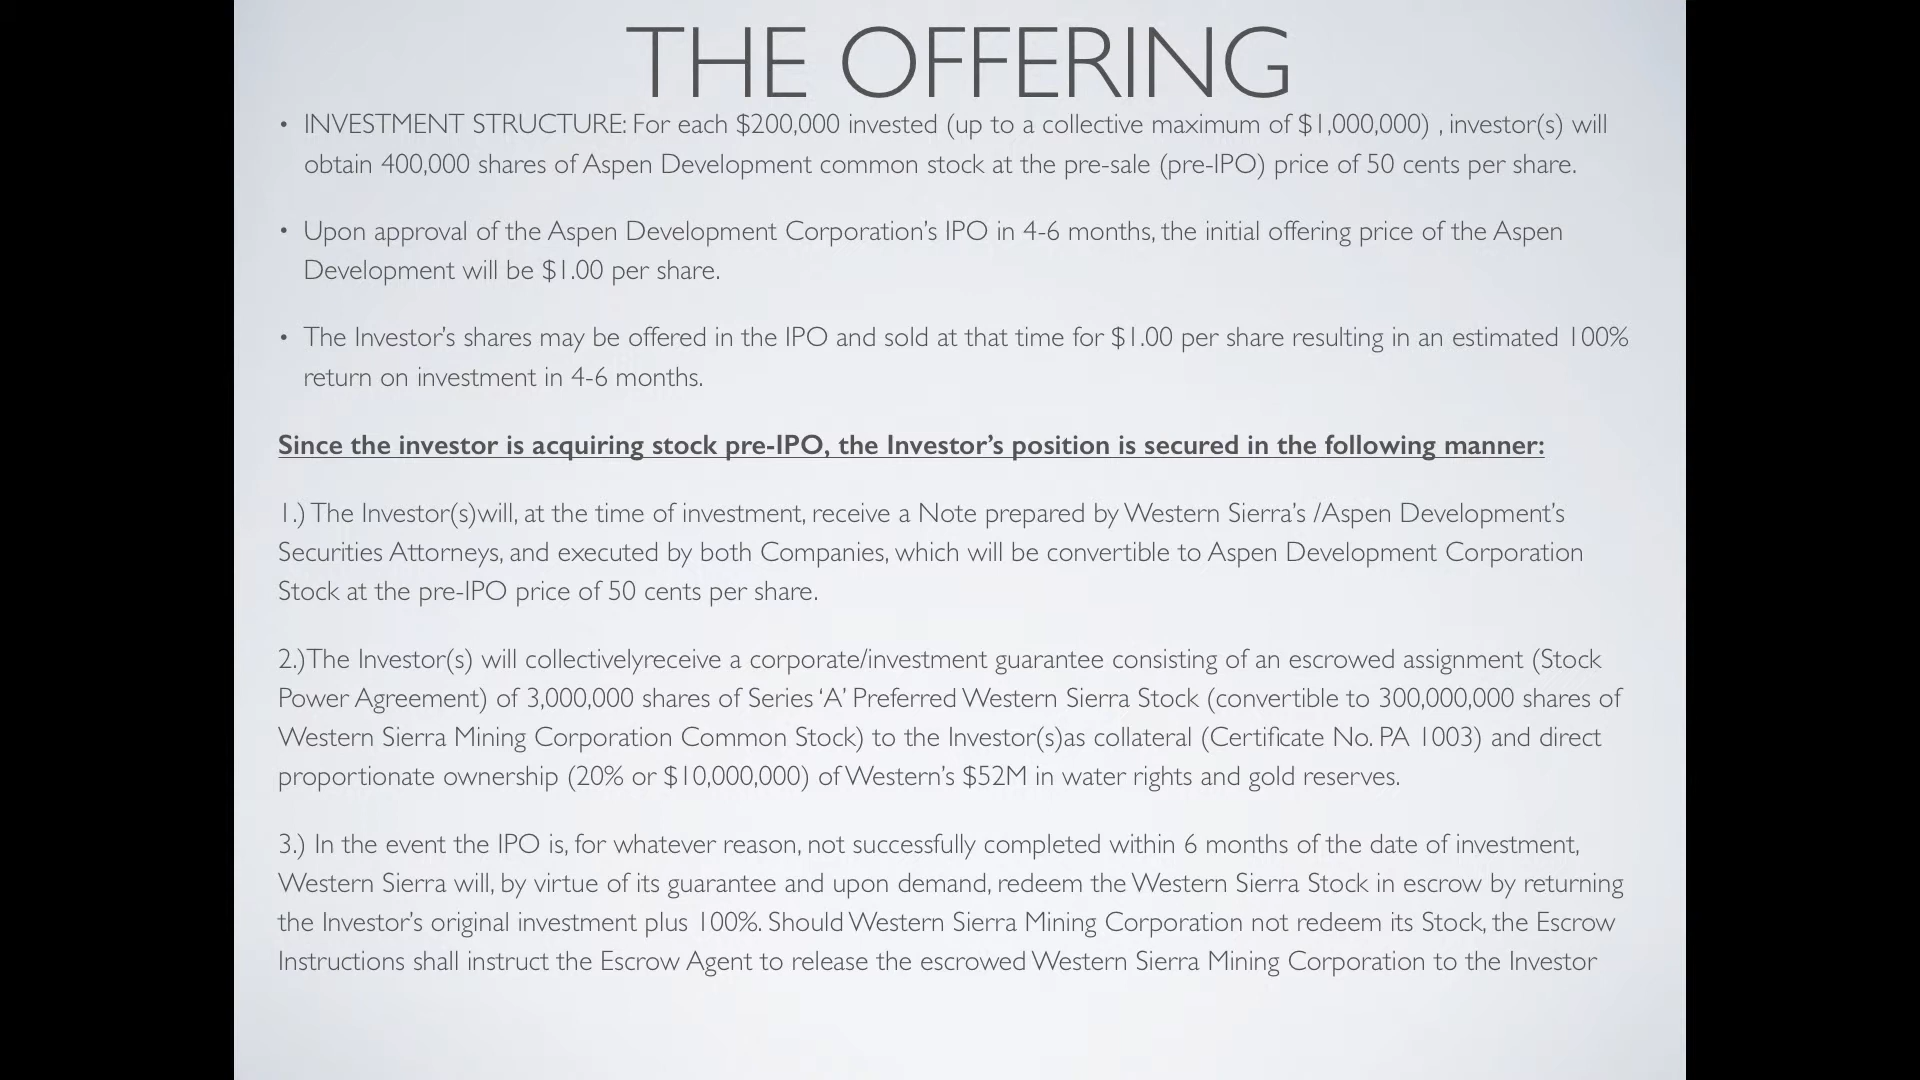 THE OFFERING
• INVESTMENT STRUCTURE: For each $200,000 invested (up to a collective maximum of $1,000,000) , investor(s) will
obtain 400,000 shares of Aspen Development common stock at the pre-sale (pre-IPO) price of 50 cents per share.
• Upon approval of the Aspen Development Corporation’s IPO in 4-6 months, the initial offering price of the Aspen
Development will be $1.00 per share.
• The Investor’s shares may be offered in the IPO and sold at that time for $1.00 per share resulting in an estimated 100%
return on investment in 4-6 months.
Since the investor is acquiring stock pre-IPO, the Investor’s position is secured in the following manner:
1.) The Investor(s)will, at the time of investment, receive a Note prepared by Western Sierra’s /Aspen Development’s
Securities Attorneys, and executed by both Companies, which will be convertible to Aspen Development Corporation
Stock at the pre-IPO price of 50 cents per share.
2.)The Investor(s) will collectivelyreceive a corporate/investment guarantee consisting of an escrowed assignment (Stock
Power Agreement) of 3,000,000 shares of Series ‘A’ Preferred Western Sierra Stock (convertible to 300,000,000 shares of
Western Sierra Mining Corporation Common Stock) to the Investor(s)as collateral (Certificate No. PA 1003) and direct
proportionate ownership (20% or $10,000,000) of Western’s $52M in water rights and gold reserves.
3.) In the event the IPO is, for whatever reason, not successfully completed within 6 months of the date of investment,
Western Sierra will, by virtue of its guarantee and upon demand, redeem the Western Sierra Stock in escrow by returning
the Investor’s original investment plus 100%. Should Western Sierra Mining Corporation not redeem its Stock, the Escrow
Instructions shall instruct the Escrow Agent to release the escrowed Western Sierra Mining Corporation to the Investor